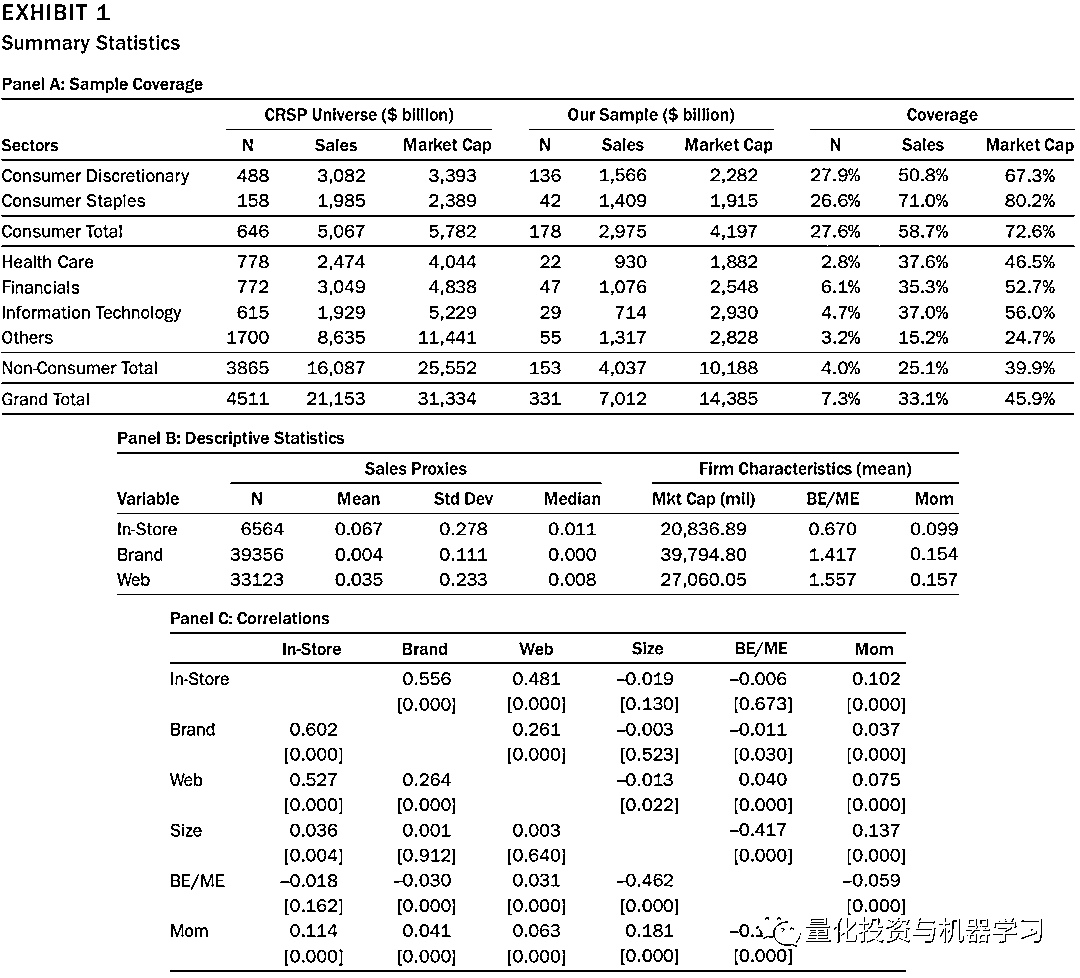 EXHIBIT 1
Summary Statistics
Panel A: Sample Coverage
CRSP Universe ($ billion) Our Sample ($ billion) Coverage
Sectors N Sales Market Cap N Sales Market Cap N Sales Market Cap
Consumer Discretionary 488 3,082 3,393 136 1,566 2,282 27.9% 50.8% 67.3%
Consumer Staples 158 1,985 2,389 42 1,409 1,915 26.6% 71.0% 80.2%
Consumer Total 646 5,067 5,782 178 2,975 4,197 27.6% 58.7% 72.6%
Health Care 778 2,474 4,044 22 930 1,882 2.8% 37.6% 46.5%
Financials 772 3,049 4,838 47 1,076 2,548 6.1% 35.3% 52.7%
Information Technology 615 1,929 5,229 29 714 2,930 4.7% 37.0% 56.0%
Others 1700 8,635 11,441 55 1,317 2,828 3.2% 15.2% 24.7%
Non-Consumer Total 3865 16,087 25,552 153 4,037 10,188 4.0% 25.1% 39.9%
Grand Total 4511 21,153 31,334 331 7,012 14,385 7.3% 33.1% 45.9%
Panel B: Descriptive Statistics
Sales Proxies Firm Characteristics (mean)
Variable N Mean Std Dev Median Mkt Cap (mil) BE/ME Mom
In-Store 6564 0.067 0.278 0.011 20,836.89 0.670 0.099
Brand 39356 0.004 0.111 0.000 39,794.80 1.417 0.154
Web 33123 0.035 0.233 0.008 27,060.05 1.557 0.157
Panel C: Correlations
In-Store Brand Web Size BE/ME Mom
In-Store 0.556 0.481 –0.019 –0.006 0.102
[0.000] [0.000] [0.130] [0.673] [0.000]
Brand 0.602 0.261 –0.003 –0.011 0.037
[0.000] [0.000] [0.523] [0.030] [0.000]
Web 0.527 0.264 –0.013 0.040 0.075
[0.000] [0.000] [0.022] [0.000] [0.000]
Size 0.036 0.001 0.003 –0.417 0.137
[0.004] [0.912] [0.640] [0.000] [0.000]
BE/ME –0.018 –0.030 0.031 –0.462 –0.059
[0.162] [0.000] [0.000] [0.000] [0.000]
Mom 0.114 0.041 0.063 0.181
[0.000] [0.000] [0.000] [0.000] [0.000]
量化投资与机器学习